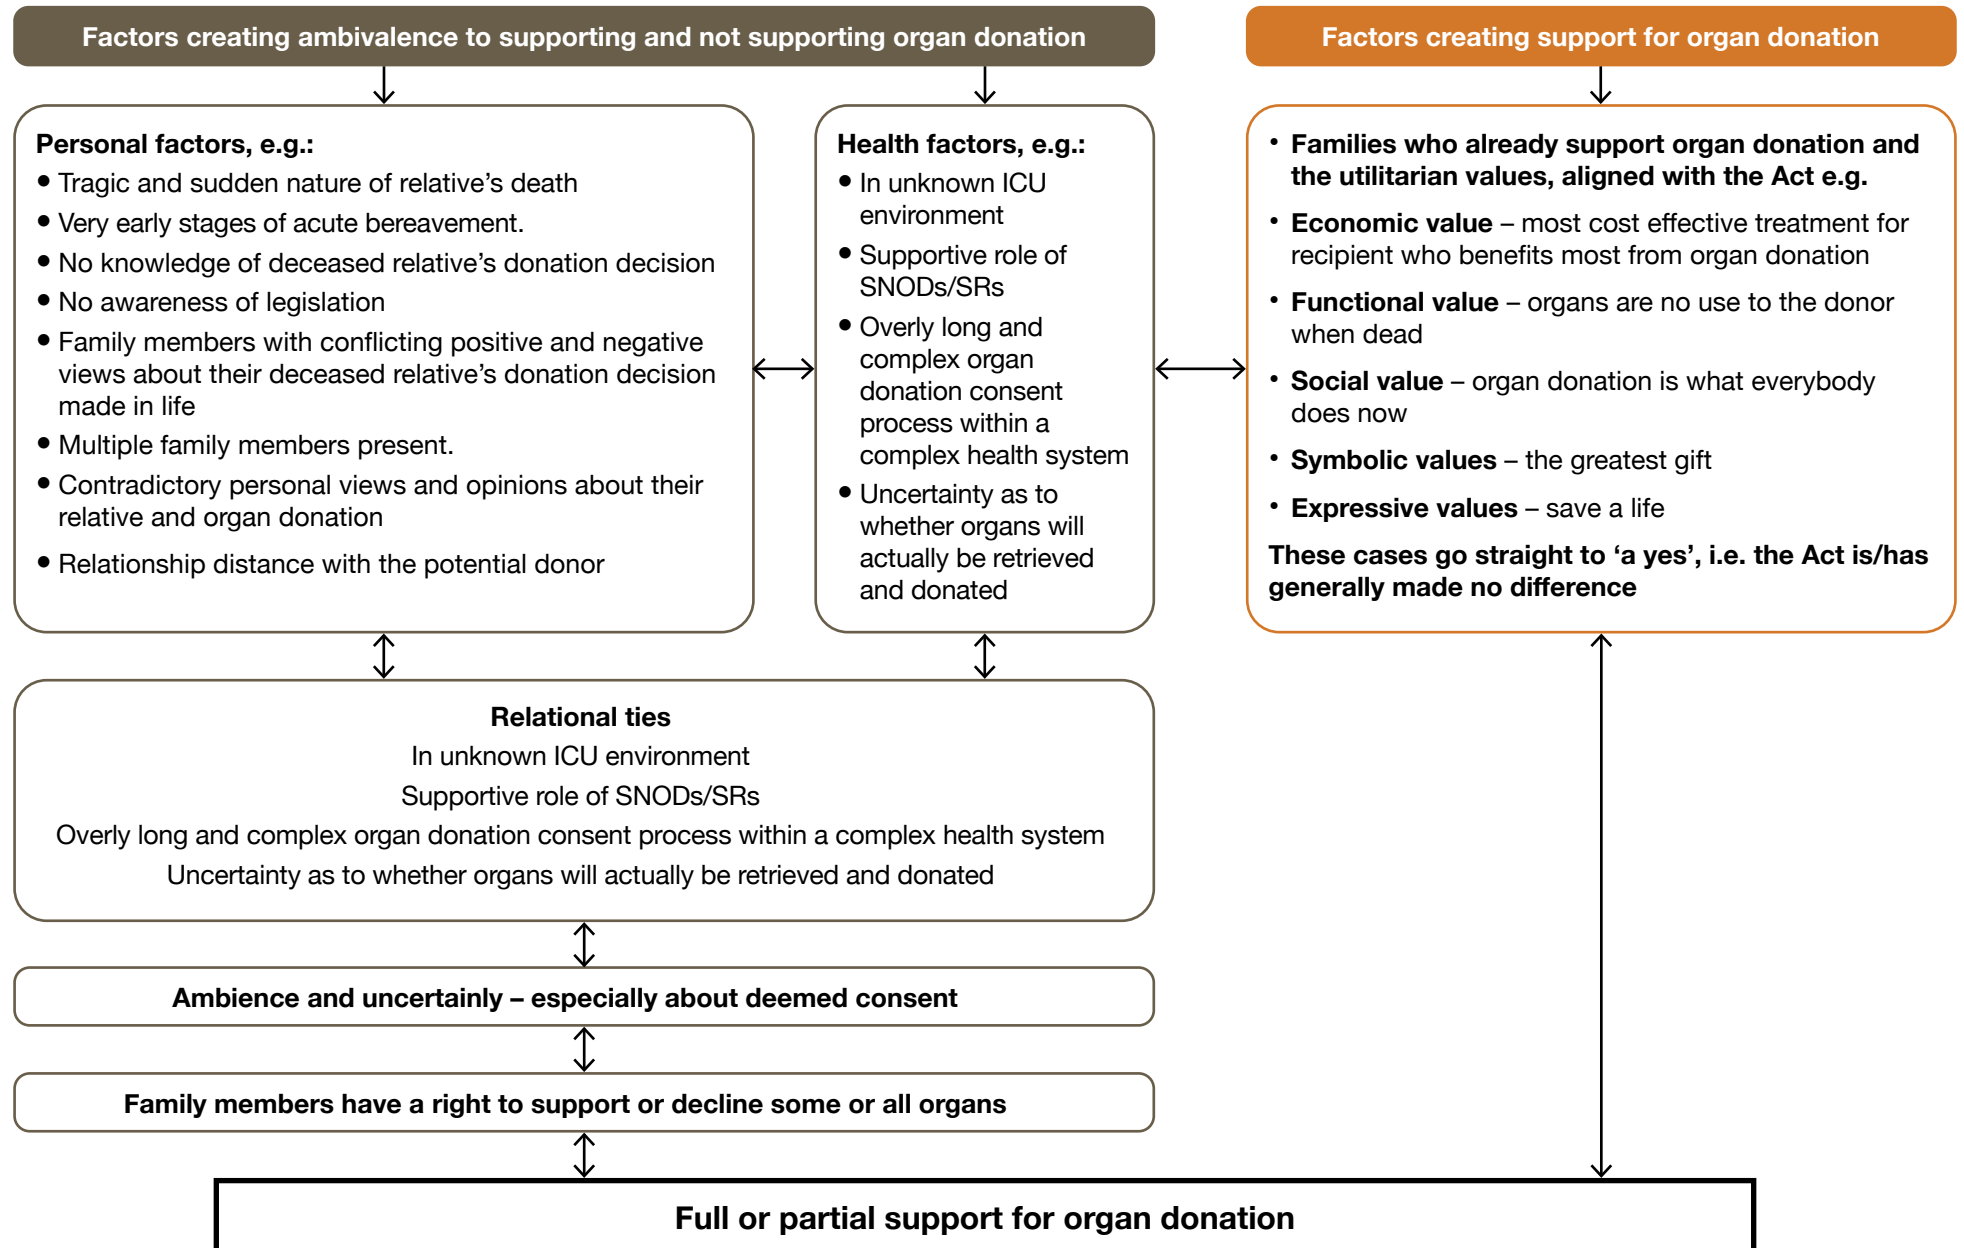 Factors creating ambivalence to supporting and not supporting organ donation
Personal factors, e.g.:
• Tragic and sudden nature of relative’s death
• Very early stages of acute bereavement.
• No knowledge of deceased relative’s donation decision
• No awareness of legislation
• Family members with conflicting positive and negative
views about their deceased relative’s donation decision
made in life
• Multiple family members present.
• Contradictory personal views and opinions about their
relative and organ donation
• Relationship distance with the potential donor
Health factors, e.g.:
• In unknown ICU
environment
• Supportive role of
SNODs/SRs
• Overly long and
complex organ
donation consent
process within a
complex health system
• Uncertainty as to
whether organs will
actually be retrieved
and donated
Factors creating support for organ donation
• Families who already support organ donation and
the utilitarian values, aligned with the Act e.g.
• Economic value – most cost effective treatment for
recipient who benefits most from organ donation
• Functional value – organs are no use to the donor
when dead
• Social value – organ donation is what everybody
does now
• Symbolic values – the greatest gift
• Expressive values – save a life
These cases go straight to ‘a yes’, i.e. the Act is/has
generally made no difference
Relational ties
In unknown ICU environment
Supportive role of SNODs/SRs
Overly long and complex organ donation consent process within a complex health system
Uncertainty as to whether organs will actually be retrieved and donated
Ambience and uncertainly – especially about deemed consent
Family members have a right to support or decline some or all organs
Full or partial support for organ donation